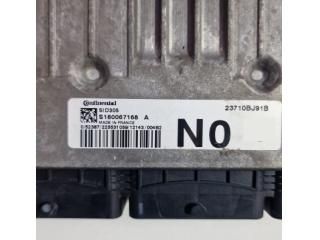 Continental
SID305
S180067168 A
MADE IN FRANCE
23710BJ91B
N0